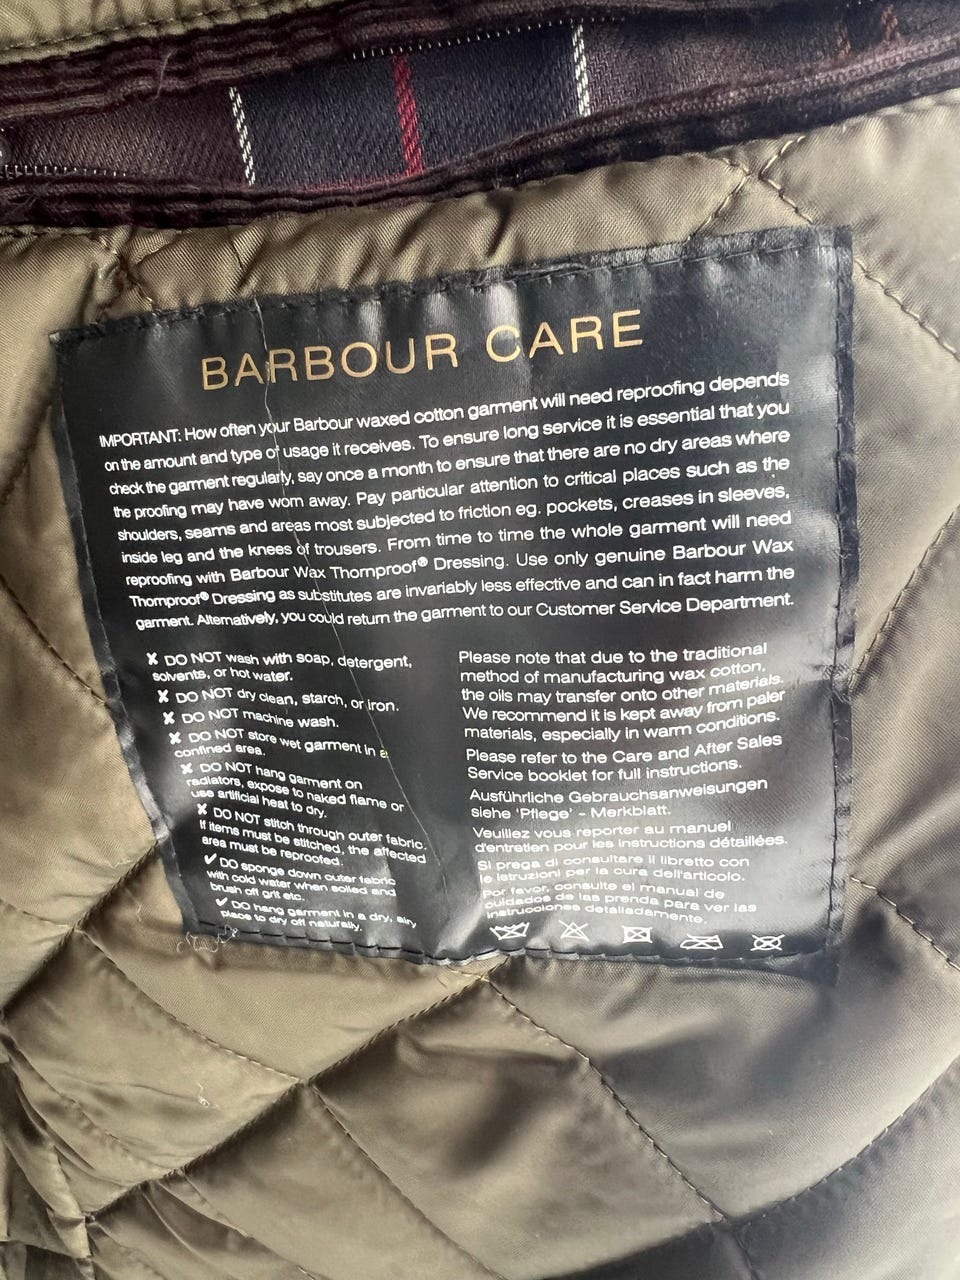 BARBOUR CARE
IMPORTANT: How often your Barbour waxed cotton garment will need reproofing depends
on the amount and type of usage it receives. To ensure long service it is essential that you
check the garment regularly, say once a month to ensure that there are no dry areas where
the proofing may have worn away. Pay particular attention to critical places such as the
shoulders, seams and areas most subjected to friction eg. pockets, creases in sleeves,
inside leg and the knees of trousers. From time to time the whole garment will need
reproofing with Barbour Wax Thornproof® Dressing. Use only genuine Barbour Wax
Thornproof® Dressing as substitutes are invariably less effective and can in fact harm the
garment. Alternatively, you could return the garment to our Customer Service Department.
✘ DO NOT wash with soap, detergent,
solvents, or hot water.
✘ DO NOT dry clean, starch, or iron.
✘ DO NOT machine wash.
✘ DO NOT store wet garment in a
confined area.
✘ DO NOT hang garment on
radiators, expose to naked flame or
use artificial heat to dry.
✘ DO NOT stitch through outer fabric.
If items must be stitched, the affected
area must be reproofed.
✔ DO sponge down outer fabric
with cold water when soiled and
brush off grit etc.
✔ DO hang garment in a dry, airy
place to dry off naturally.
Please note that due to the traditional
method of manufacturing wax cotton,
the oils may transfer onto other materials.
We recommend it is kept away from paler
materials, especially in warm conditions.
Please refer to the Care and After Sales
Service booklet for full instructions.
Ausführliche Gebrauchsanweisungen
siehe 'Pflege' - Merkblatt.
Veuillez vous reporter au manuel
d'entretien pour les instructions détaillées.
Si prega di consultare il libretto con
le istruzioni per la cura dell'articolo.
Por favor, consulte el manual de
cuidados de las prenda para ver las
instrucciones detalladamente.